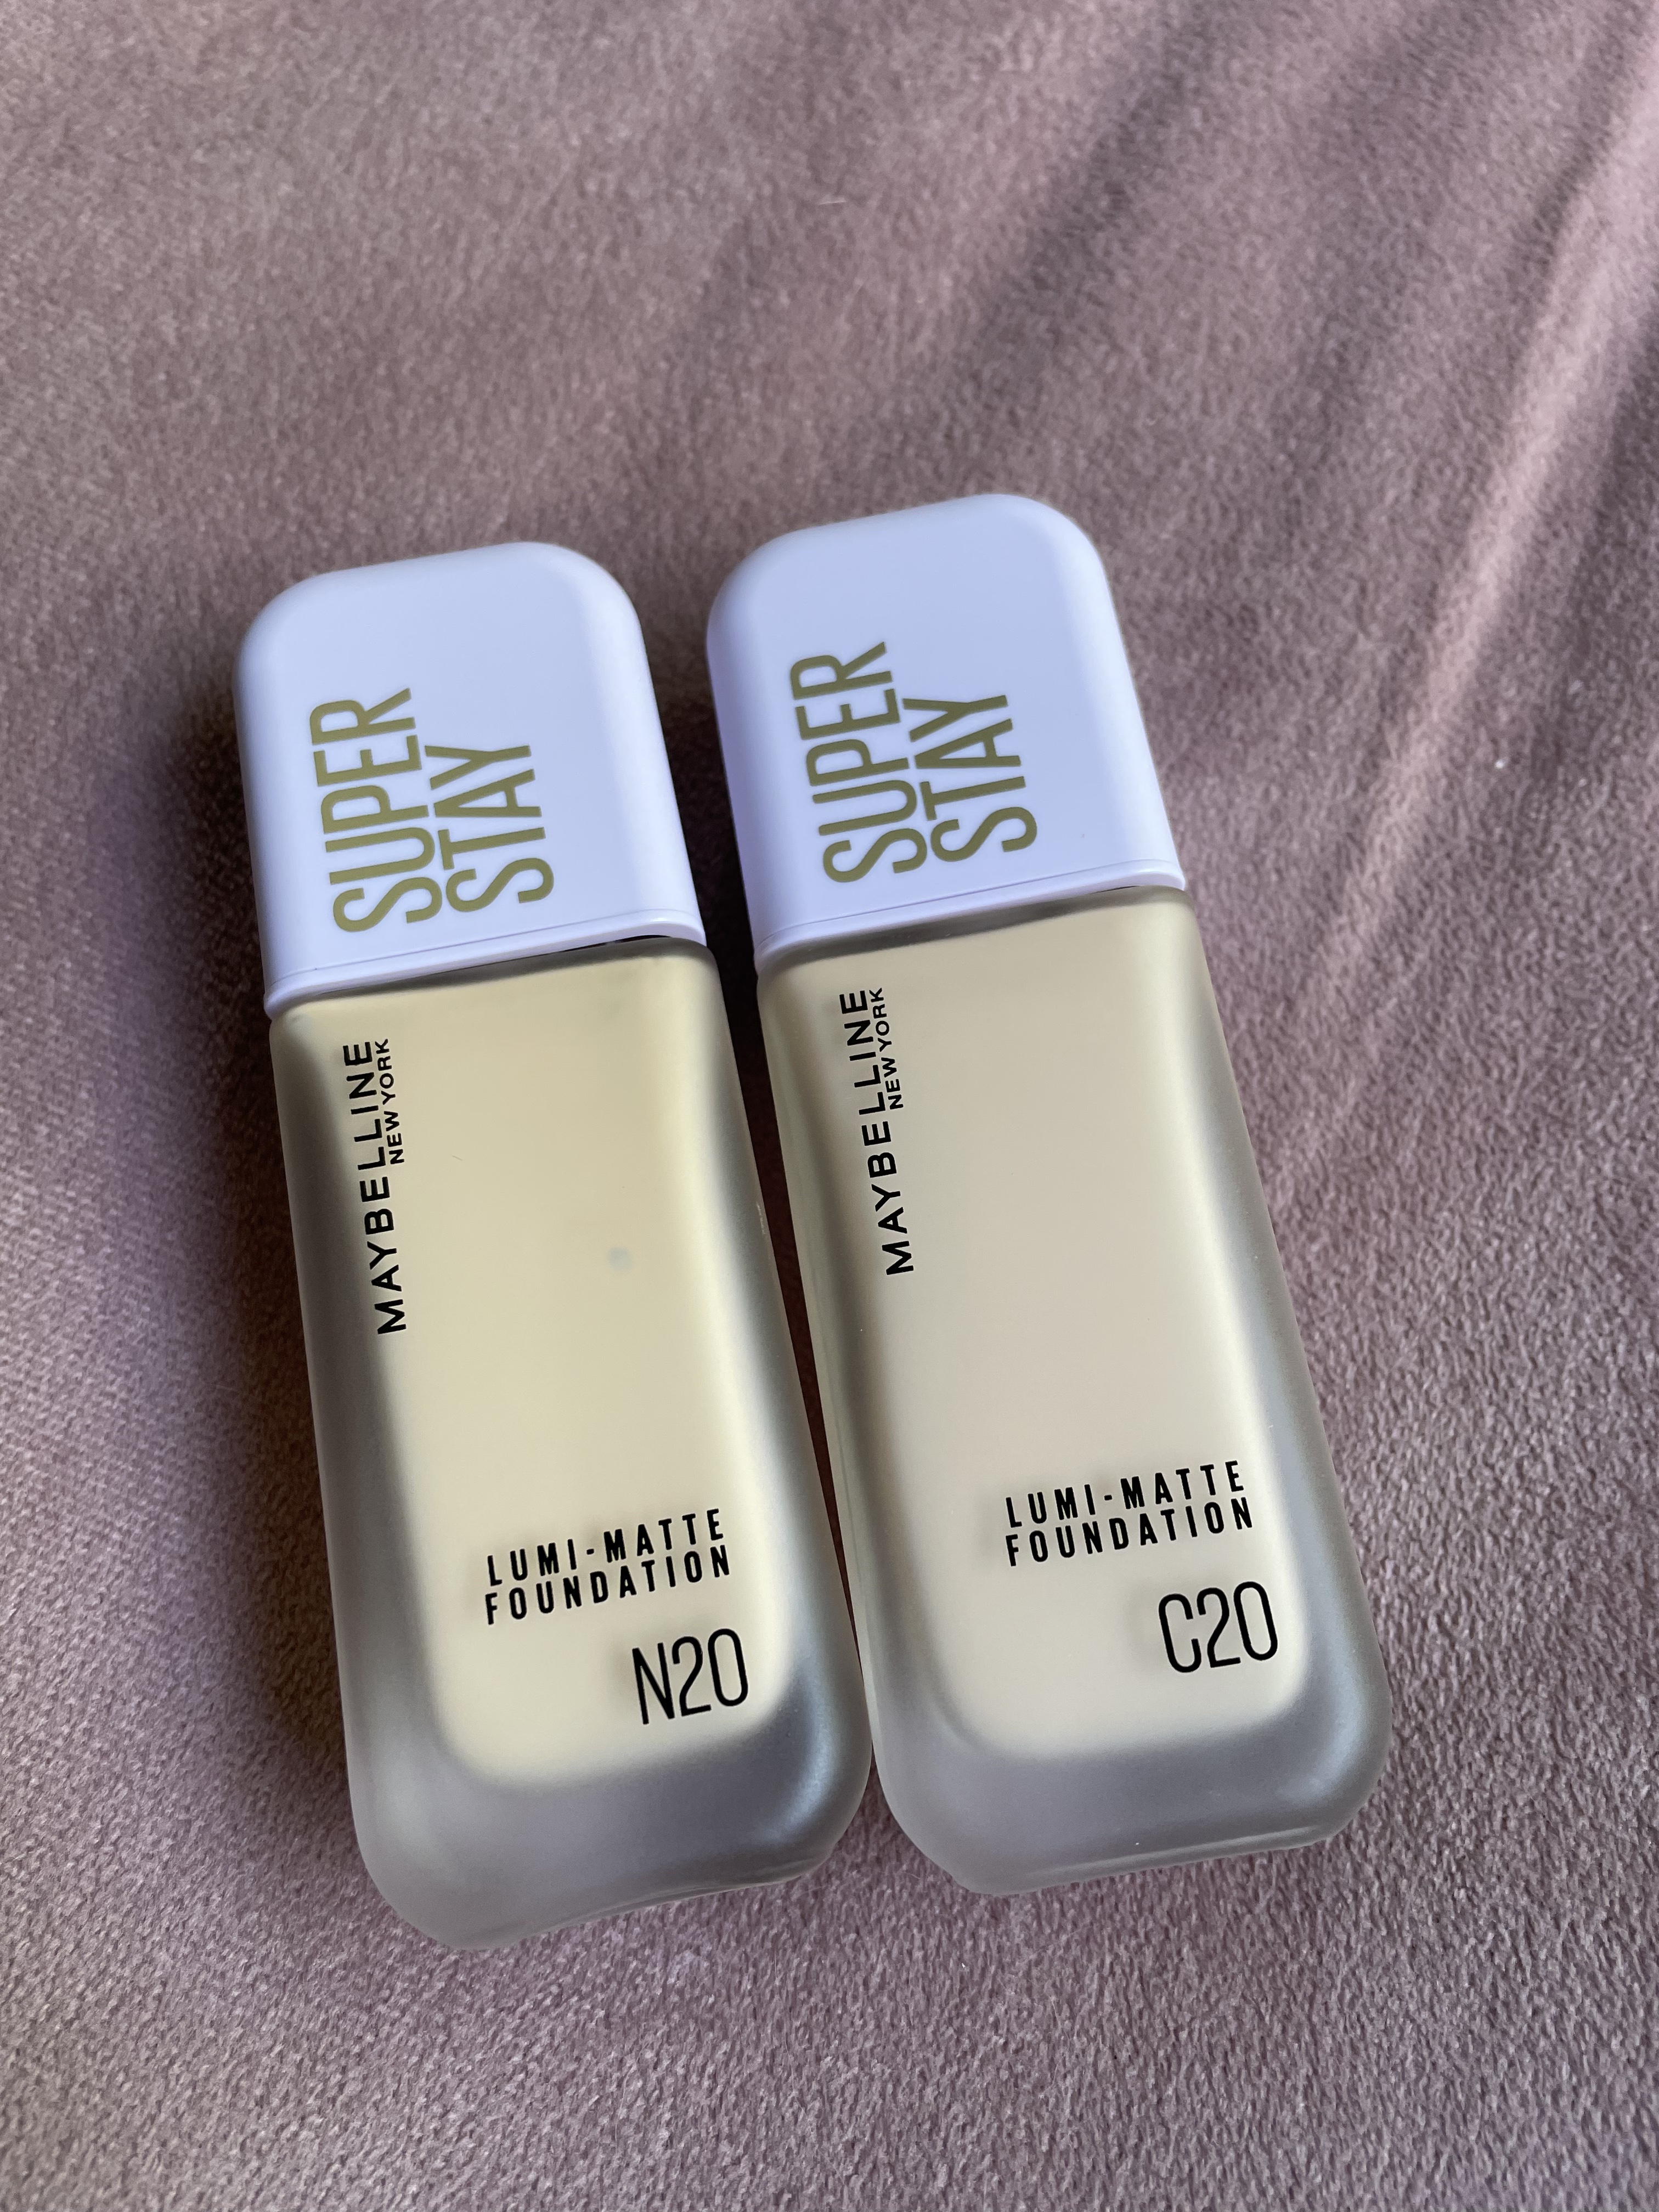 SUPER
STAY
MAYBELLINE
NEW YORK
LUMI-MATTE
FOUNDATION
N20
SUPER
STAY
MAYBELLINE
NEW YORK
LUMI-MATTE
FOUNDATION
C20